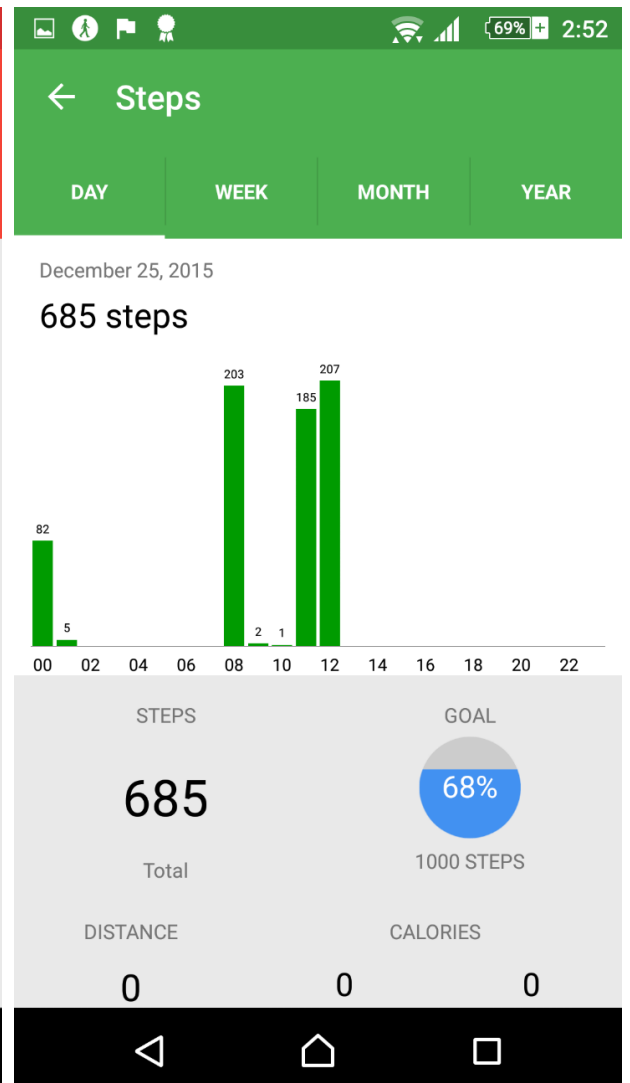 69% 2:52
Steps
DAY WEEK MONTH YEAR
December 25, 2015
685 steps
207
203
185
82
5 2 1
00 02 04 06 08 10 12 14 16 18 20 22
STEPS GOAL
68%
685
1000 STEPS
Total
DISTANCE CALORIES
0 0 0